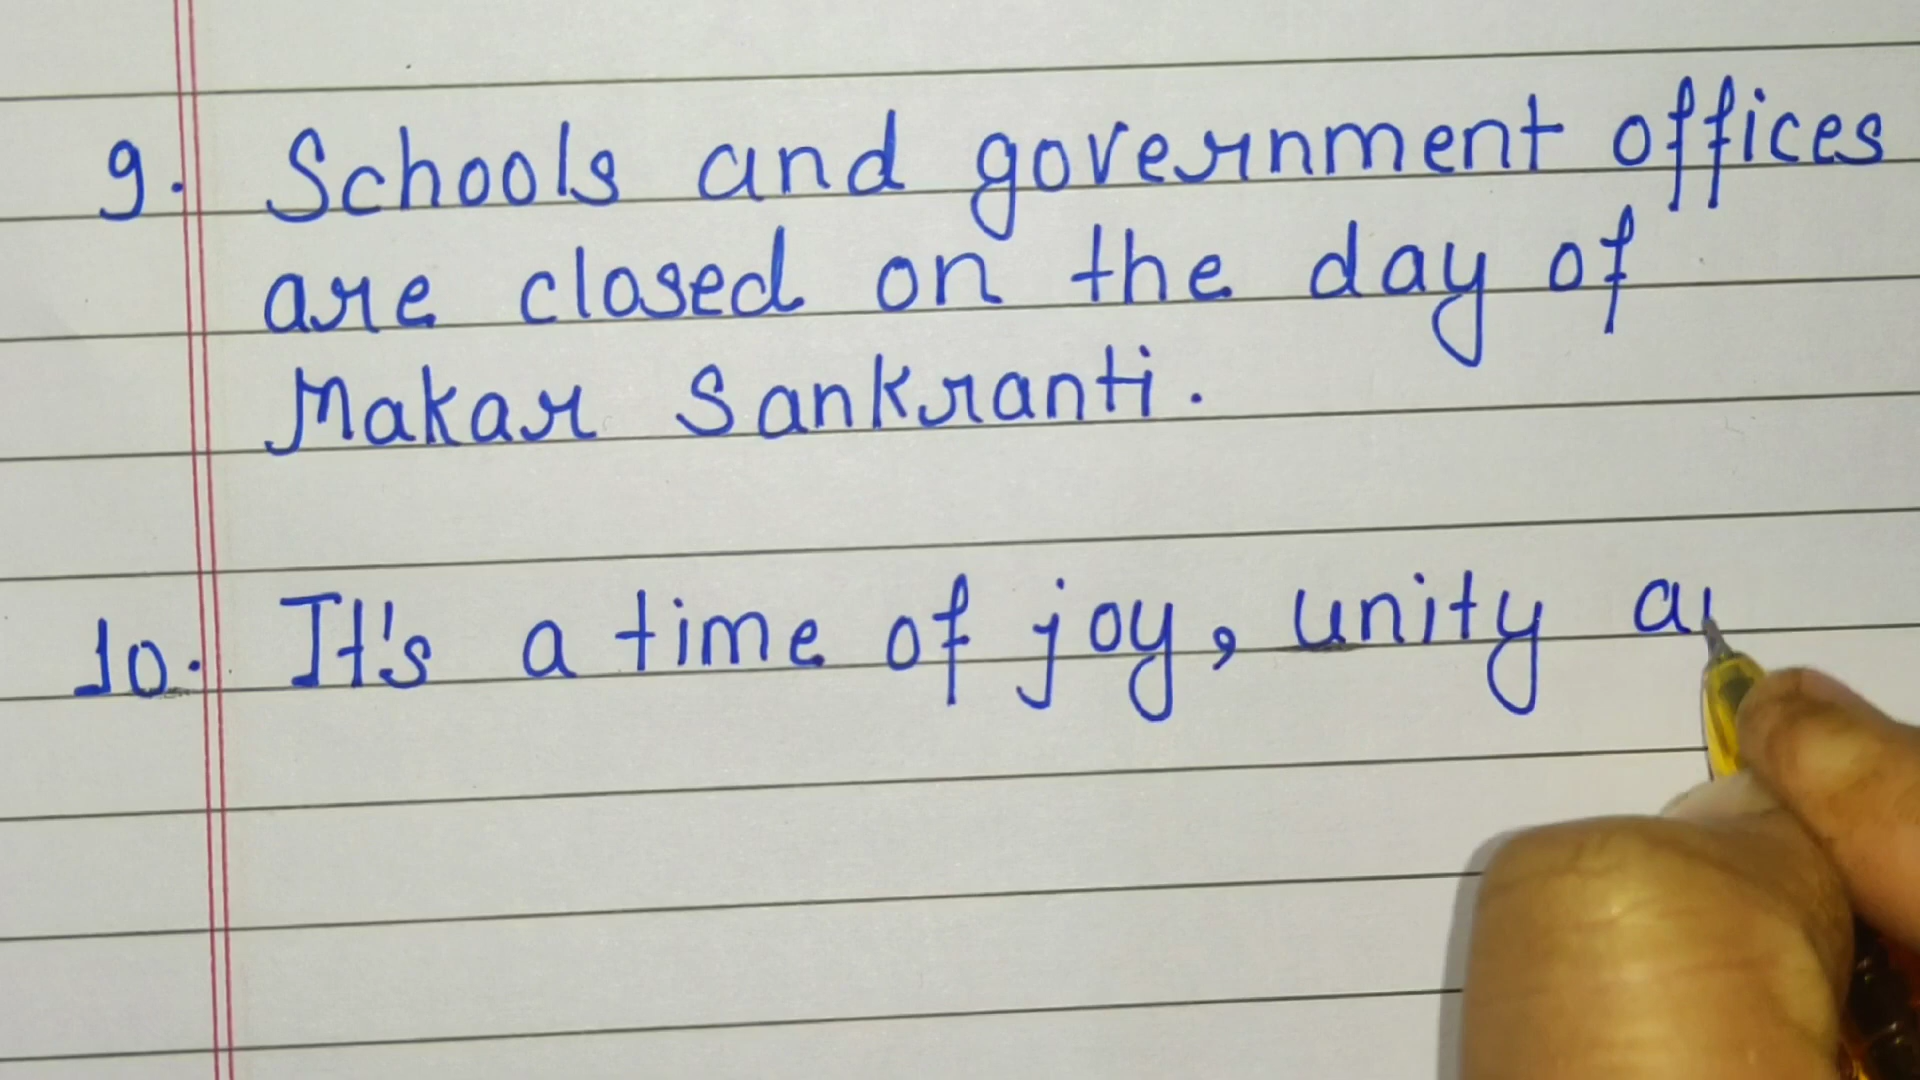 9. Schools and government offices
are closed on the day of
Makar Sankranti.
10. It's a time of joy, unity